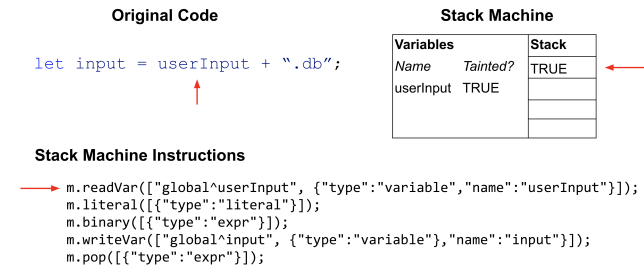 Original Code
let input = userInput + “.db”;
Stack Machine
Variables Stack
Name Tainted? TRUE
userInput TRUE
Stack Machine Instructions
m.readVar(["global^userInput", {"type":"variable","name":"userInput"}]);
m.literal([{"type":"literal"}]);
m.binary([{"type":"expr"}]);
m.writeVar(["global^input", {"type":"variable"},"name":"input"}]);
m.pop([{"type":"expr"}]);